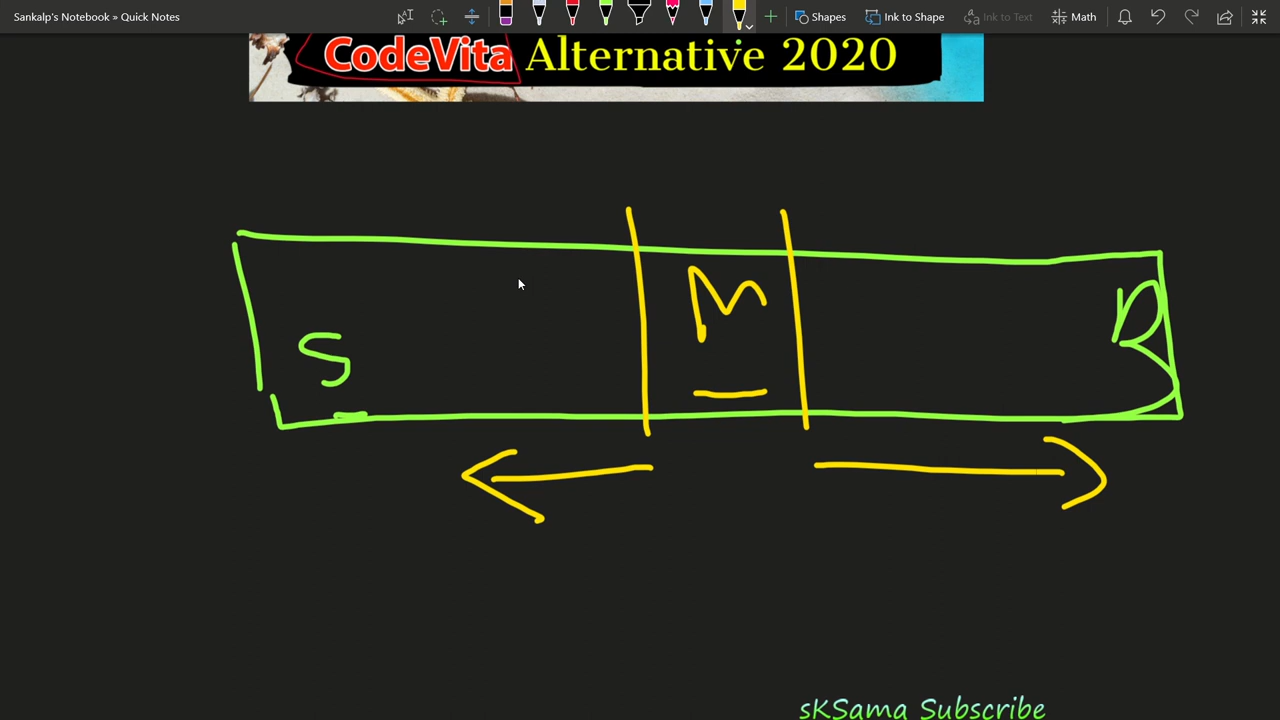 Sankalp's Notebook » Quick Notes
Shapes
Ink to Shape
Ink to Text
Math
CodeVita Alternative 2020
S
M
sKSama Subscribe